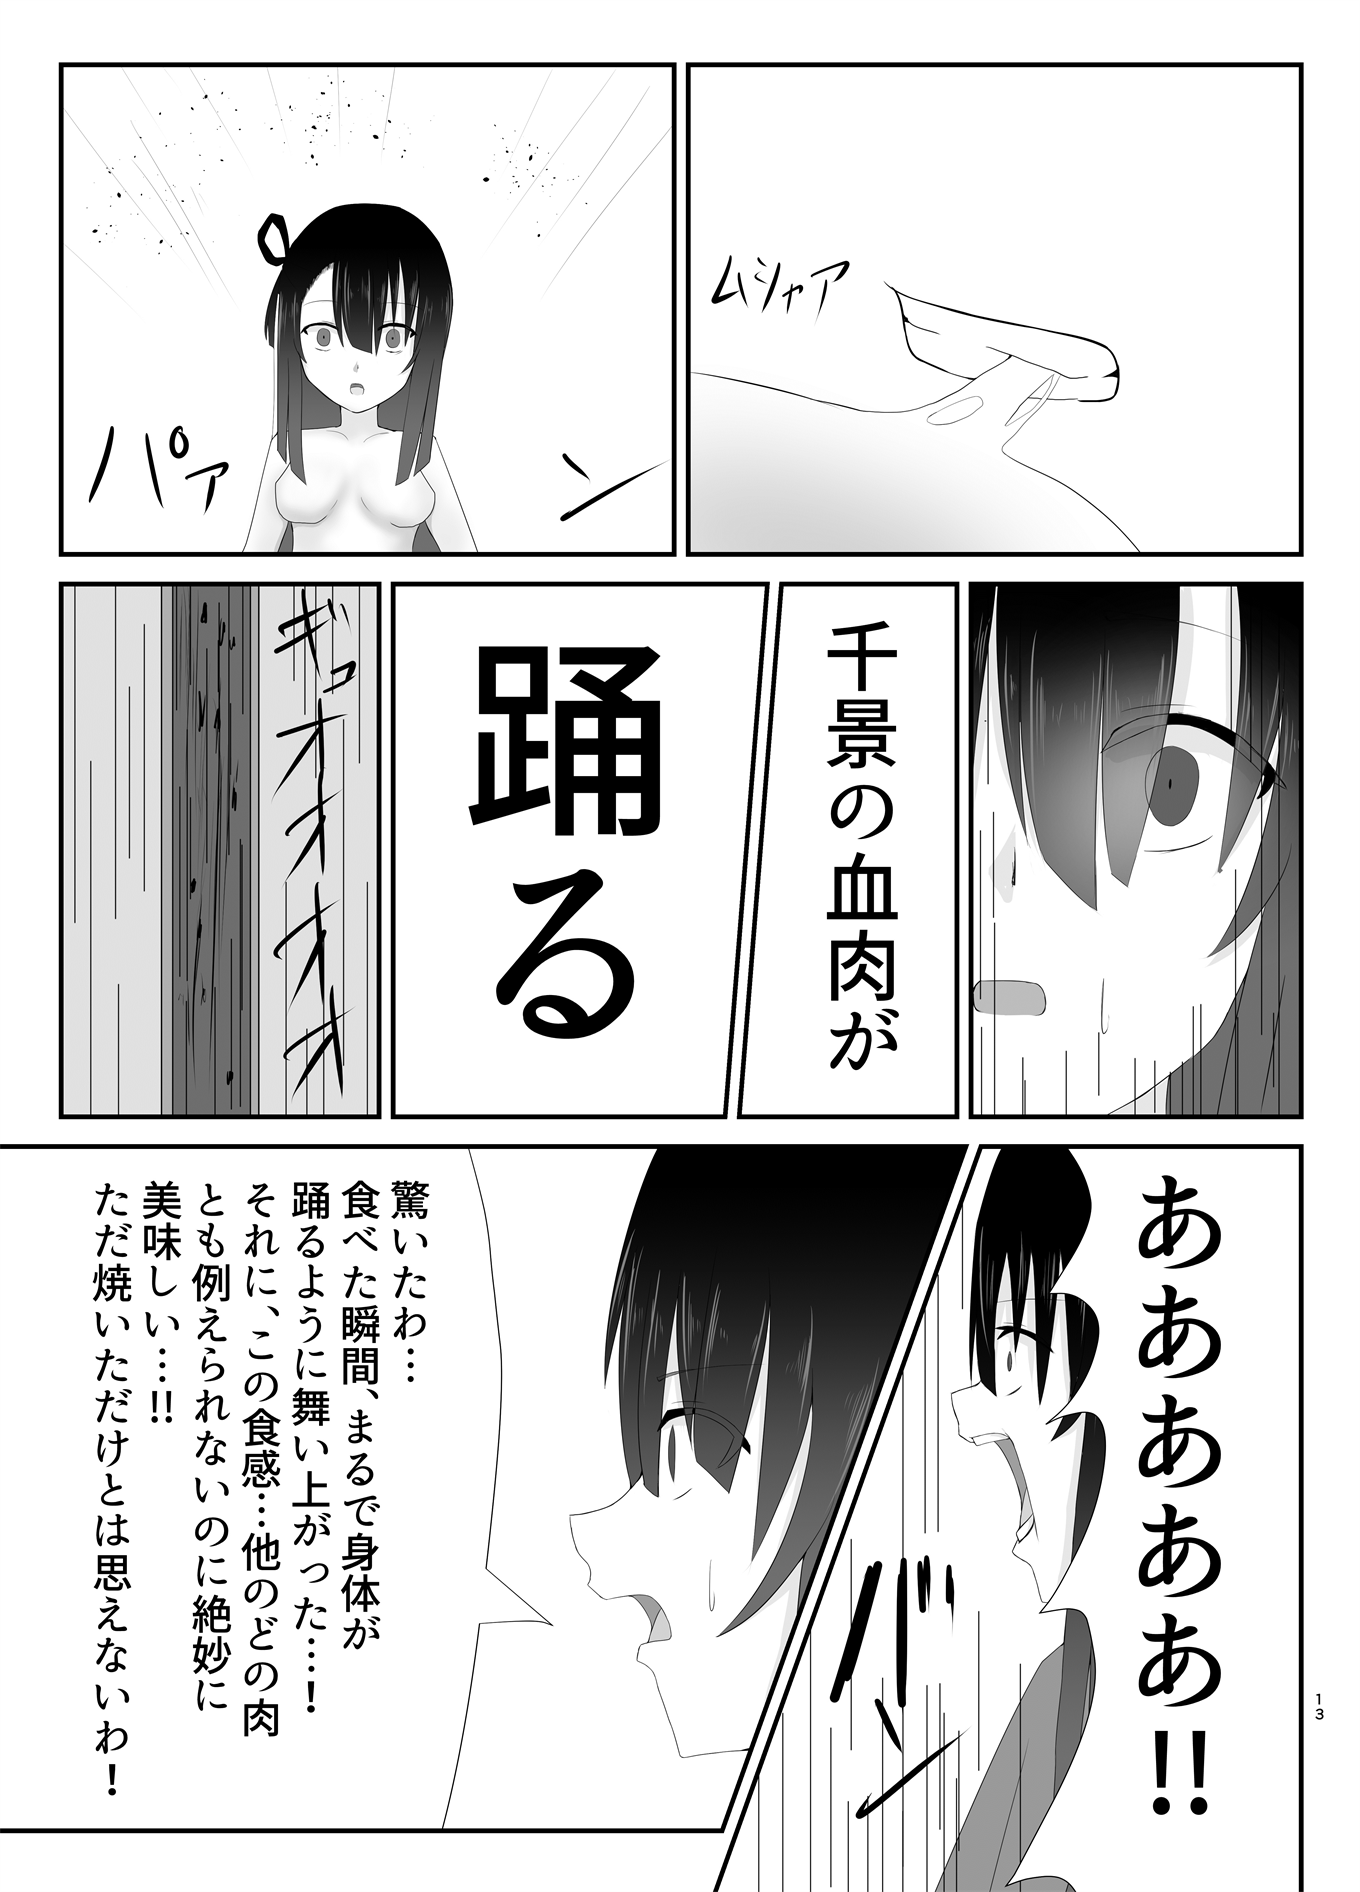 ムシャア
パァン
千景の血肉が
踊る
ギュオオオオオ
あああああ!!
バァン
驚いたわ…
食べた瞬間、まるで身体が
踊るように舞い上がった…!
それに、この食感…他のどの肉
とも例えられないのに絶妙に
美味しい…!!
ただ焼いただけとは思えないわ!
13